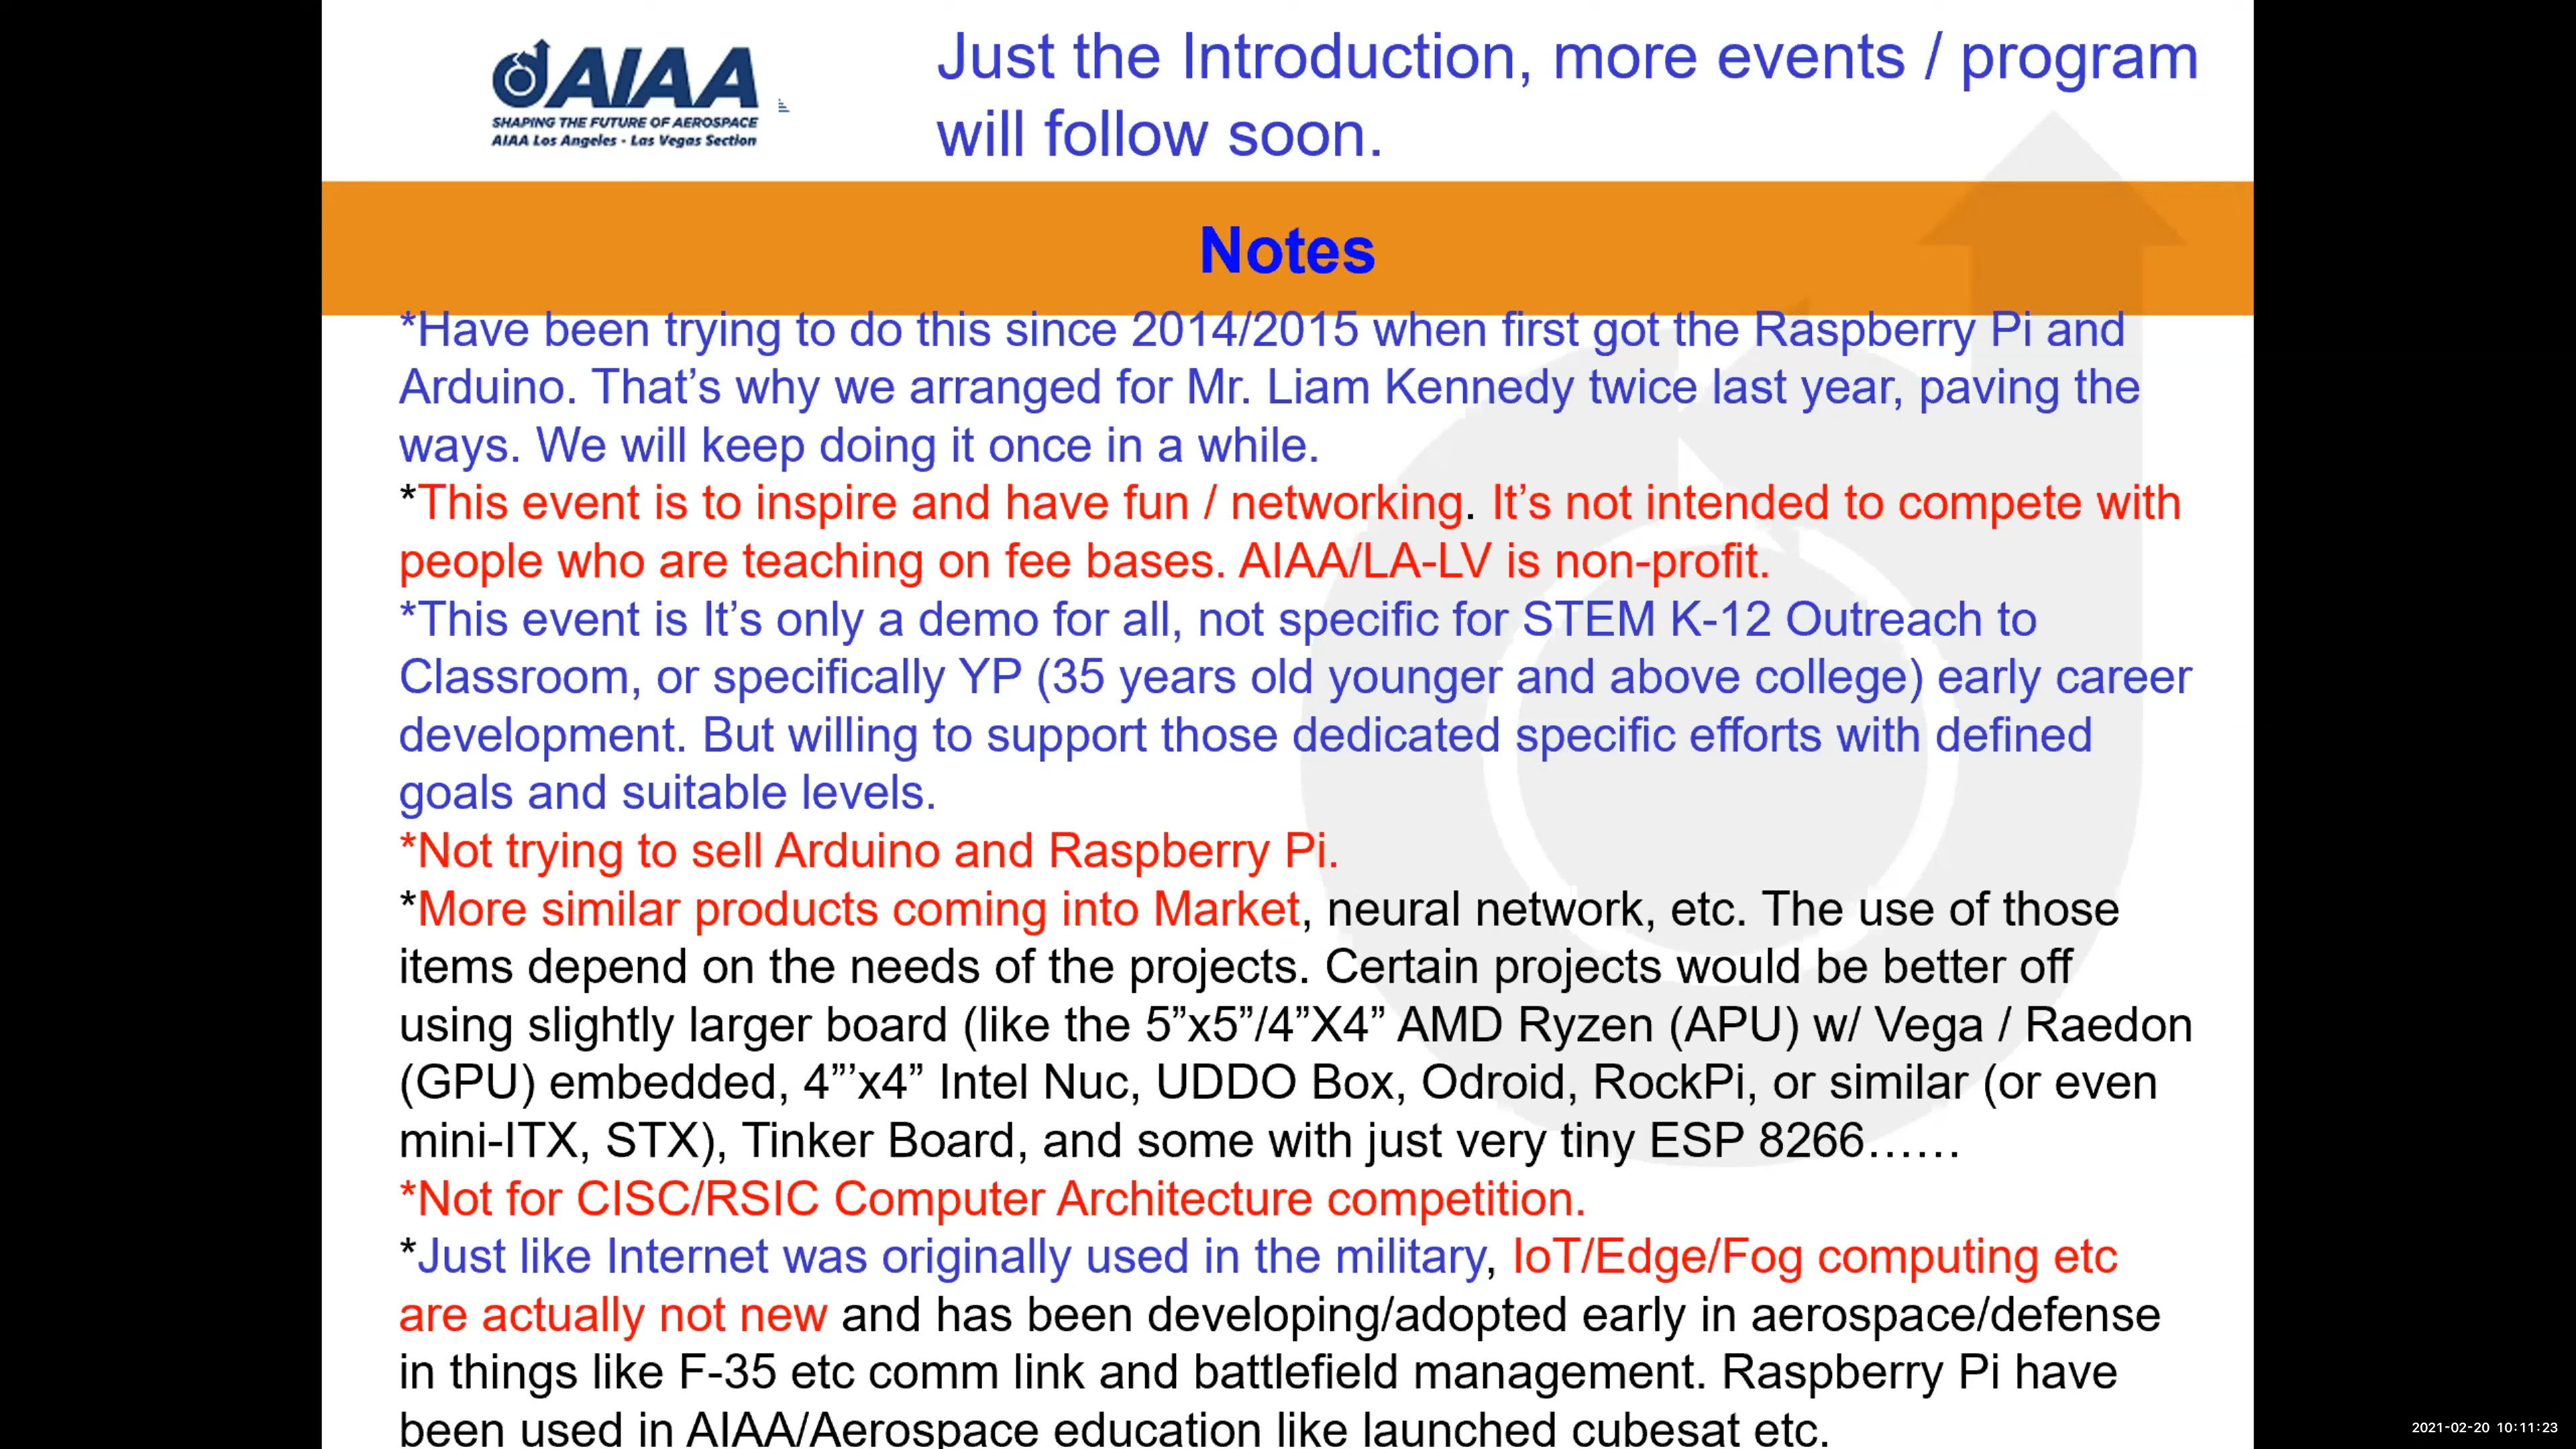 AIAA
SHAPING THE FUTURE OF AEROSPACE
AIAA Los Angeles - Las Vegas Section
Just the Introduction, more events / program
will follow soon.
Notes
*Have been trying to do this since 2014/2015 when first got the Raspberry Pi and
Arduino. That’s why we arranged for Mr. Liam Kennedy twice last year, paving the
ways. We will keep doing it once in a while.
*This event is to inspire and have fun / networking. It’s not intended to compete with
people who are teaching on fee bases. AIAA/LA-LV is non-profit.
*This event is It’s only a demo for all, not specific for STEM K-12 Outreach to
Classroom, or specifically YP (35 years old younger and above college) early career
development. But willing to support those dedicated specific efforts with defined
goals and suitable levels.
*Not trying to sell Arduino and Raspberry Pi.
*More similar products coming into Market, neural network, etc. The use of those
items depend on the needs of the projects. Certain projects would be better off
using slightly larger board (like the 5”x5”/4”X4” AMD Ryzen (APU) w/ Vega / Raedon
(GPU) embedded, 4”’x4” Intel Nuc, UDDO Box, Odroid, RockPi, or similar (or even
mini-ITX, STX), Tinker Board, and some with just very tiny ESP 8266……
*Not for CISC/RSIC Computer Architecture competition.
*Just like Internet was originally used in the military, IoT/Edge/Fog computing etc
are actually not new and has been developing/adopted early in aerospace/defense
in things like F-35 etc comm link and battlefield management. Raspberry Pi have
been used in AIAA/Aerospace education like launched cubesat etc.
2021-02-20 10:11:23